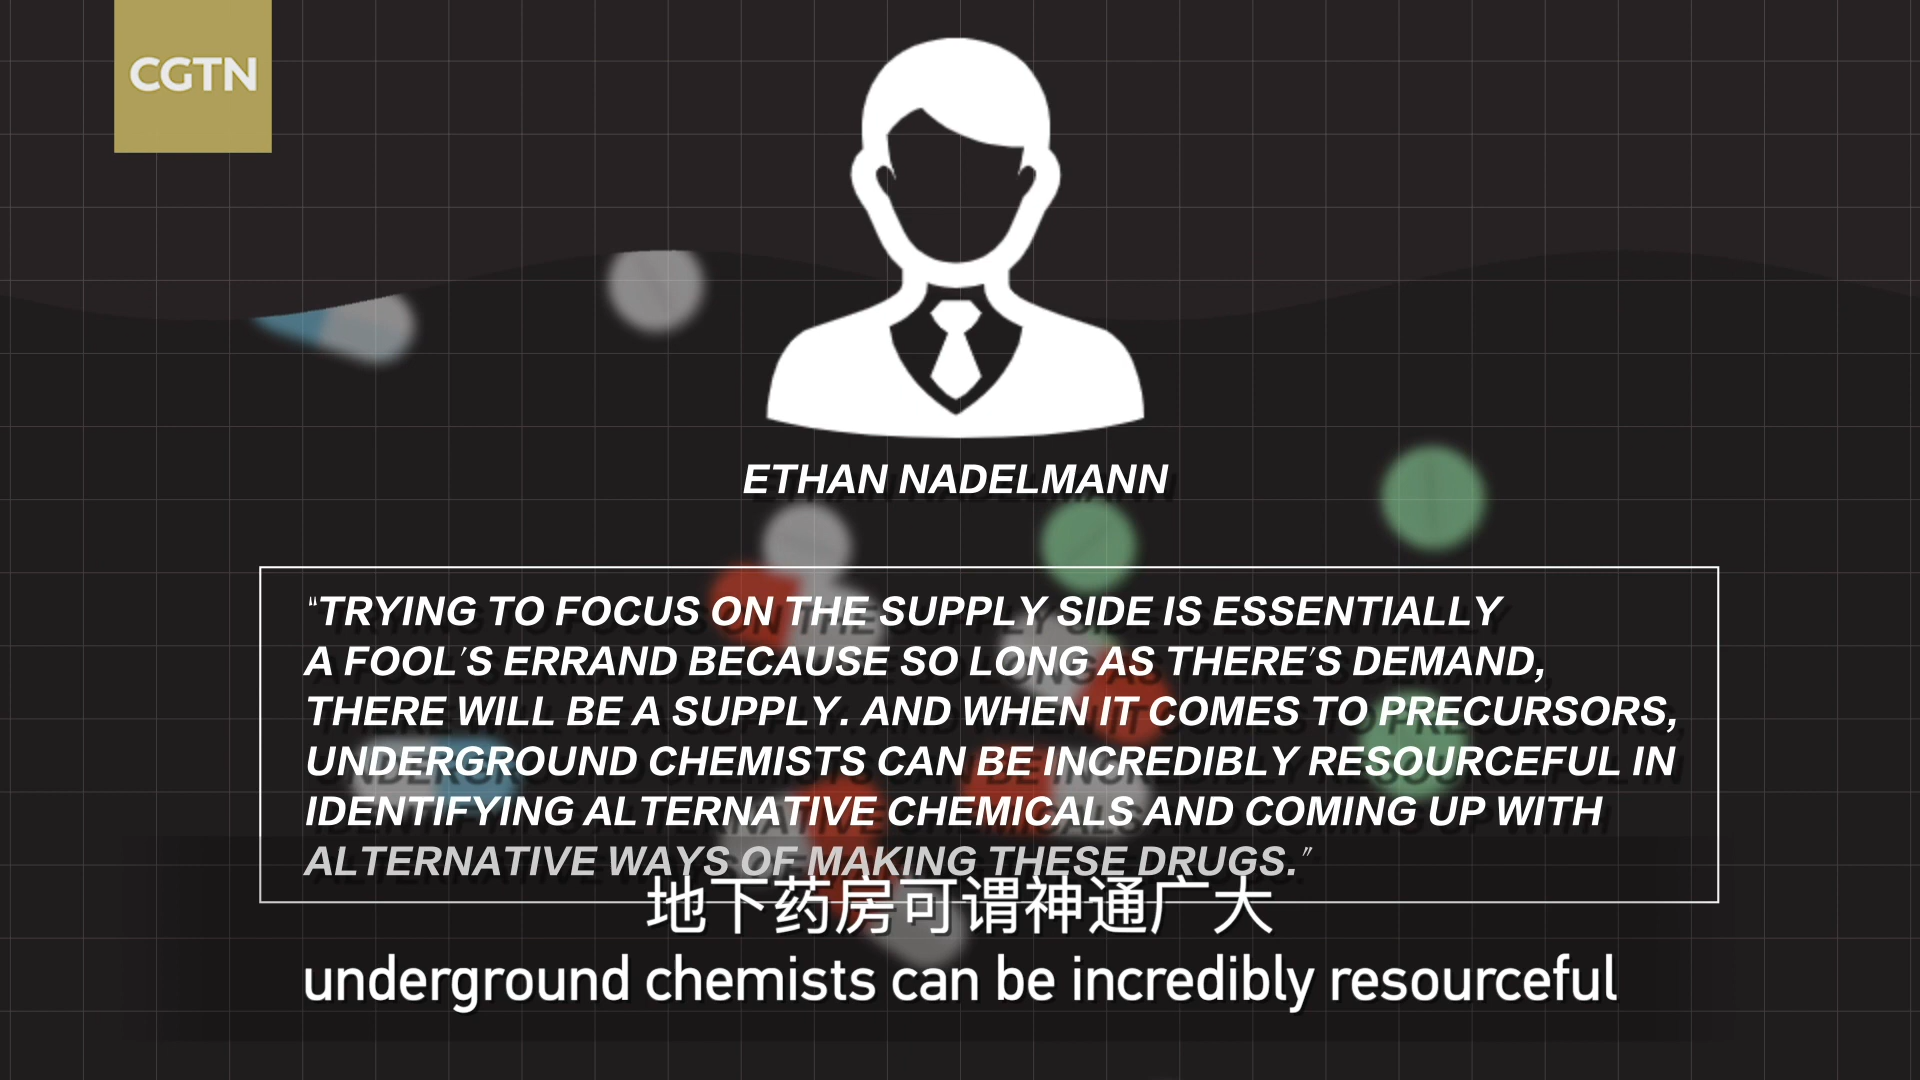 CGTN
ETHAN NADELMANN
“TRYING TO FOCUS ON THE SUPPLY SIDE IS ESSENTIALLY
A FOOL'S ERRAND BECAUSE SO LONG AS THERE'S DEMAND,
THERE WILL BE A SUPPLY. AND WHEN IT COMES TO PRECURSORS,
UNDERGROUND CHEMISTS CAN BE INCREDIBLY RESOURCEFUL IN
IDENTIFYING ALTERNATIVE CHEMICALS AND COMING UP WITH
ALTERNATIVE WAYS OF MAKING THESE DRUGS.”
地下药房可谓神通广大
underground chemists can be incredibly resourceful